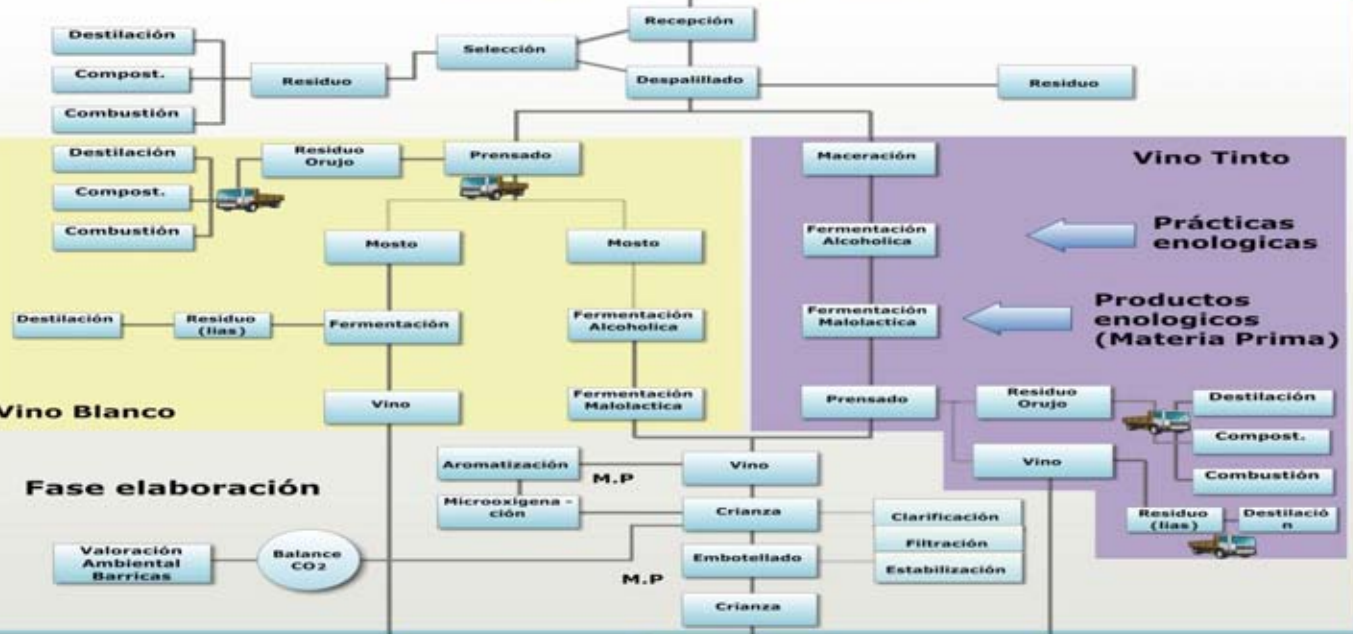 Recepción
Destilación
Selección
Compost.
Residuo
Despalillado
Residuo
Combustión
Destilación
Residuo
Orujo
Prensado
Maceración
Vino Tinto
Compost.
Combustión
Mosto
Mosto
Fermentación
Alcoholica
Prácticas
enologicas
Destilación
Residuo
(lias)
Fermentación
Fermentación
Alcoholica
Fermentación
Malolactica
Productos
enologicos
(Materia Prima)
Vino Blanco
Vino
Fermentación
Malolactica
Prensado
Residuo
Orujo
Destilación
Compost.
Combustión
Vino
Residuo
(lias)
Destilació
n
Fase elaboración
Aromatización
M.P
Vino
Microoxigena -
ción
Crianza
Clarificación
Filtración
Estabilización
Valoración
Ambiental
Barricas
Balance
CO2
Embotellado
M.P
Crianza